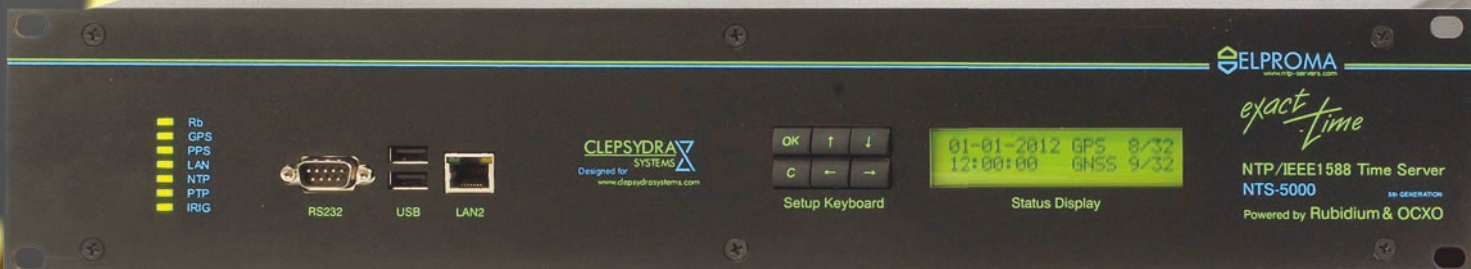 ELPROMA
www.ntp-servers.com
exact time
Rb
GPS
PPS
LAN
NTP
PTP
IRIG
RS232
USB
LAN2
CLEPSYDRA
SYSTEMS
Designed for
www.clepsydrasystems.com
OK ↑ ↓
C ← →
Setup Keyboard
01-01-2012 GPS 8/32
12:00:00 GNSS 9/32
Status Display
NTP/IEEE1588 Time Server
NTS-5000 5th GENERATION
Powered by Rubidium & OCXO